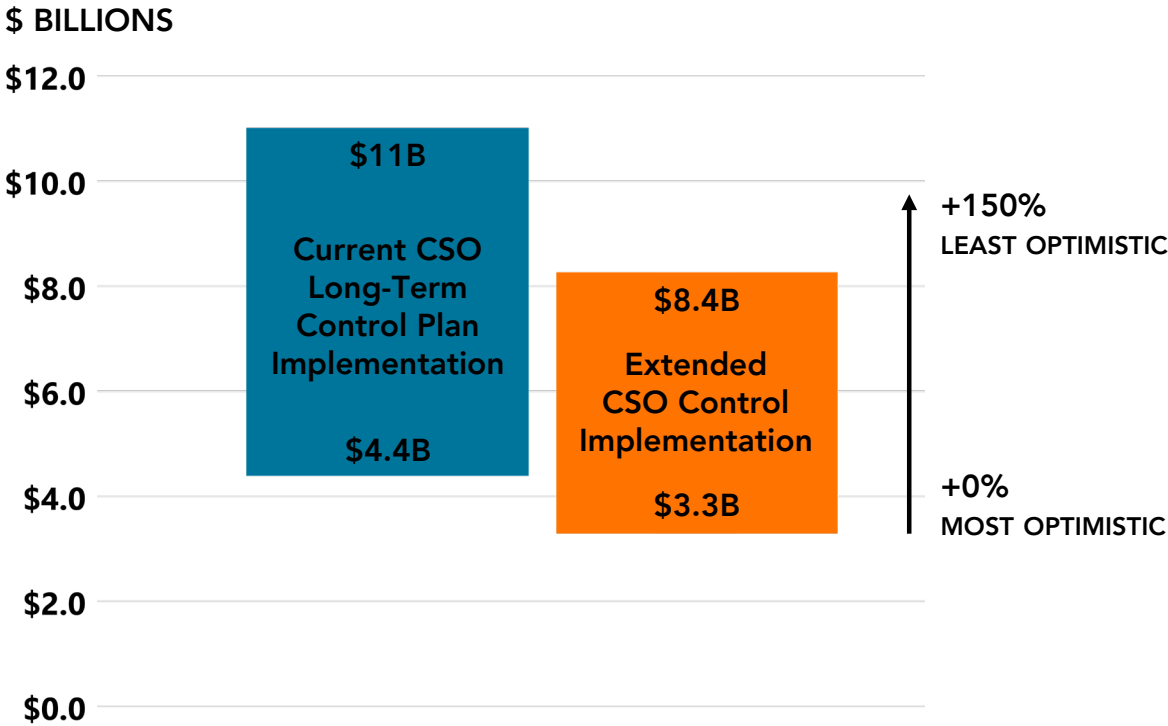 $ BILLIONS
$12.0
$10.0
$8.0
$6.0
$4.0
$2.0
$0.0
$11B
Current CSO
Long-Term
Control Plan
Implementation
$4.4B
$8.4B
Extended
CSO Control
Implementation
$3.3B
+150%
LEAST OPTIMISTIC
+0%
MOST OPTIMISTIC